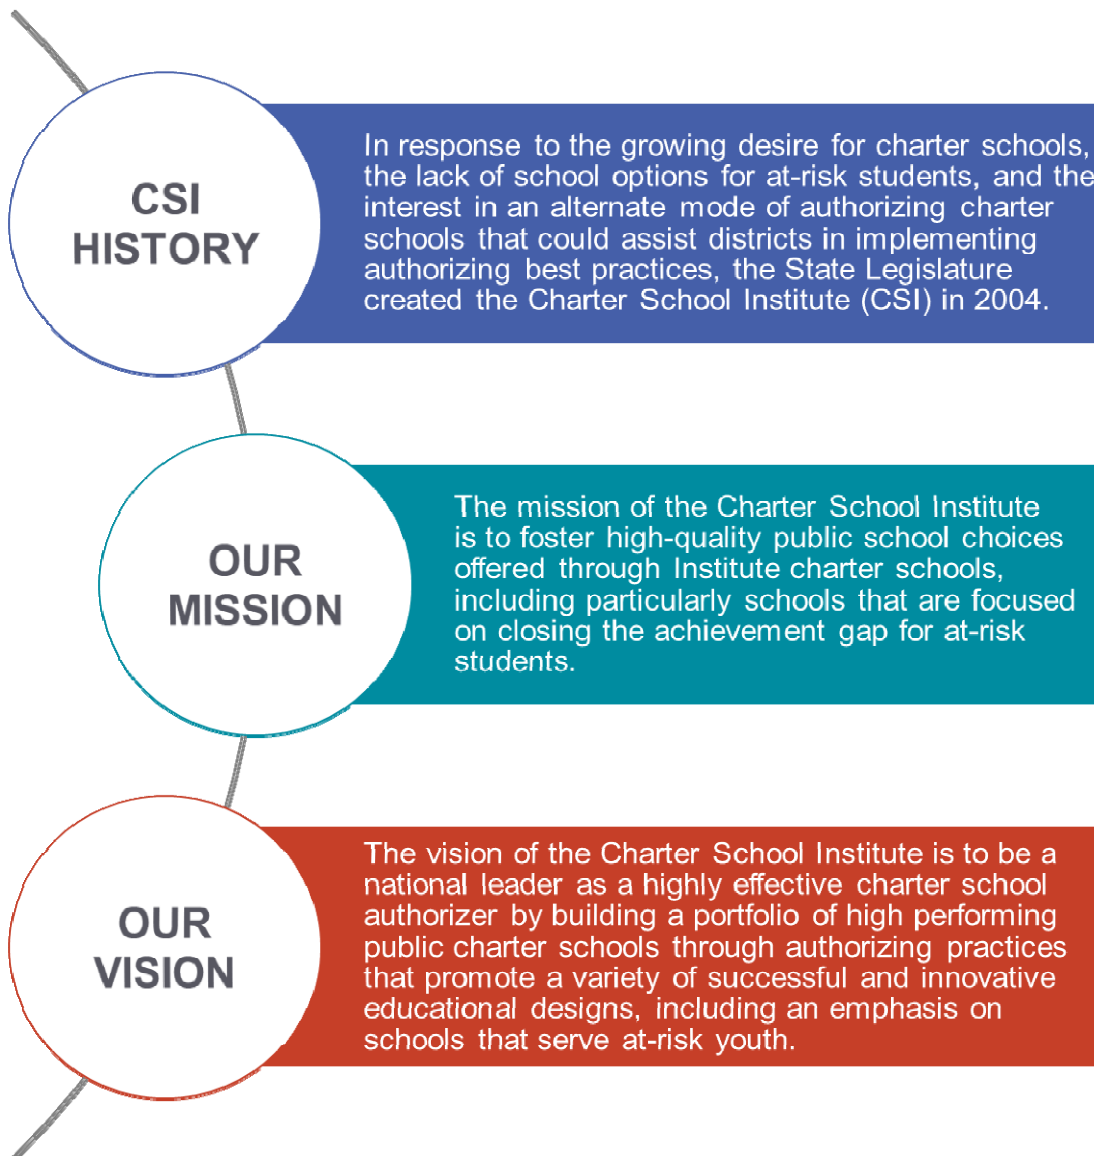 CSI
HISTORY
In response to the growing desire for charter schools,
the lack of school options for at-risk students, and the
interest in an alternate mode of authorizing charter
schools that could assist districts in implementing
authorizing best practices, the State Legislature
created the Charter School Institute (CSI) in 2004.
OUR
MISSION
The mission of the Charter School Institute
is to foster high-quality public school choices
offered through Institute charter schools,
including particularly schools that are focused
on closing the achievement gap for at-risk
students.
OUR
VISION
The vision of the Charter School Institute is to be a
national leader as a highly effective charter school
authorizer by building a portfolio of high performing
public charter schools through authorizing practices
that promote a variety of successful and innovative
educational designs, including an emphasis on
schools that serve at-risk youth.